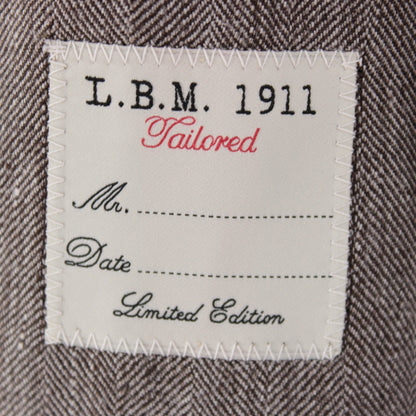 L.B.M. 1911
Tailored
Mr. ........................
Date ........................
Limited Edition